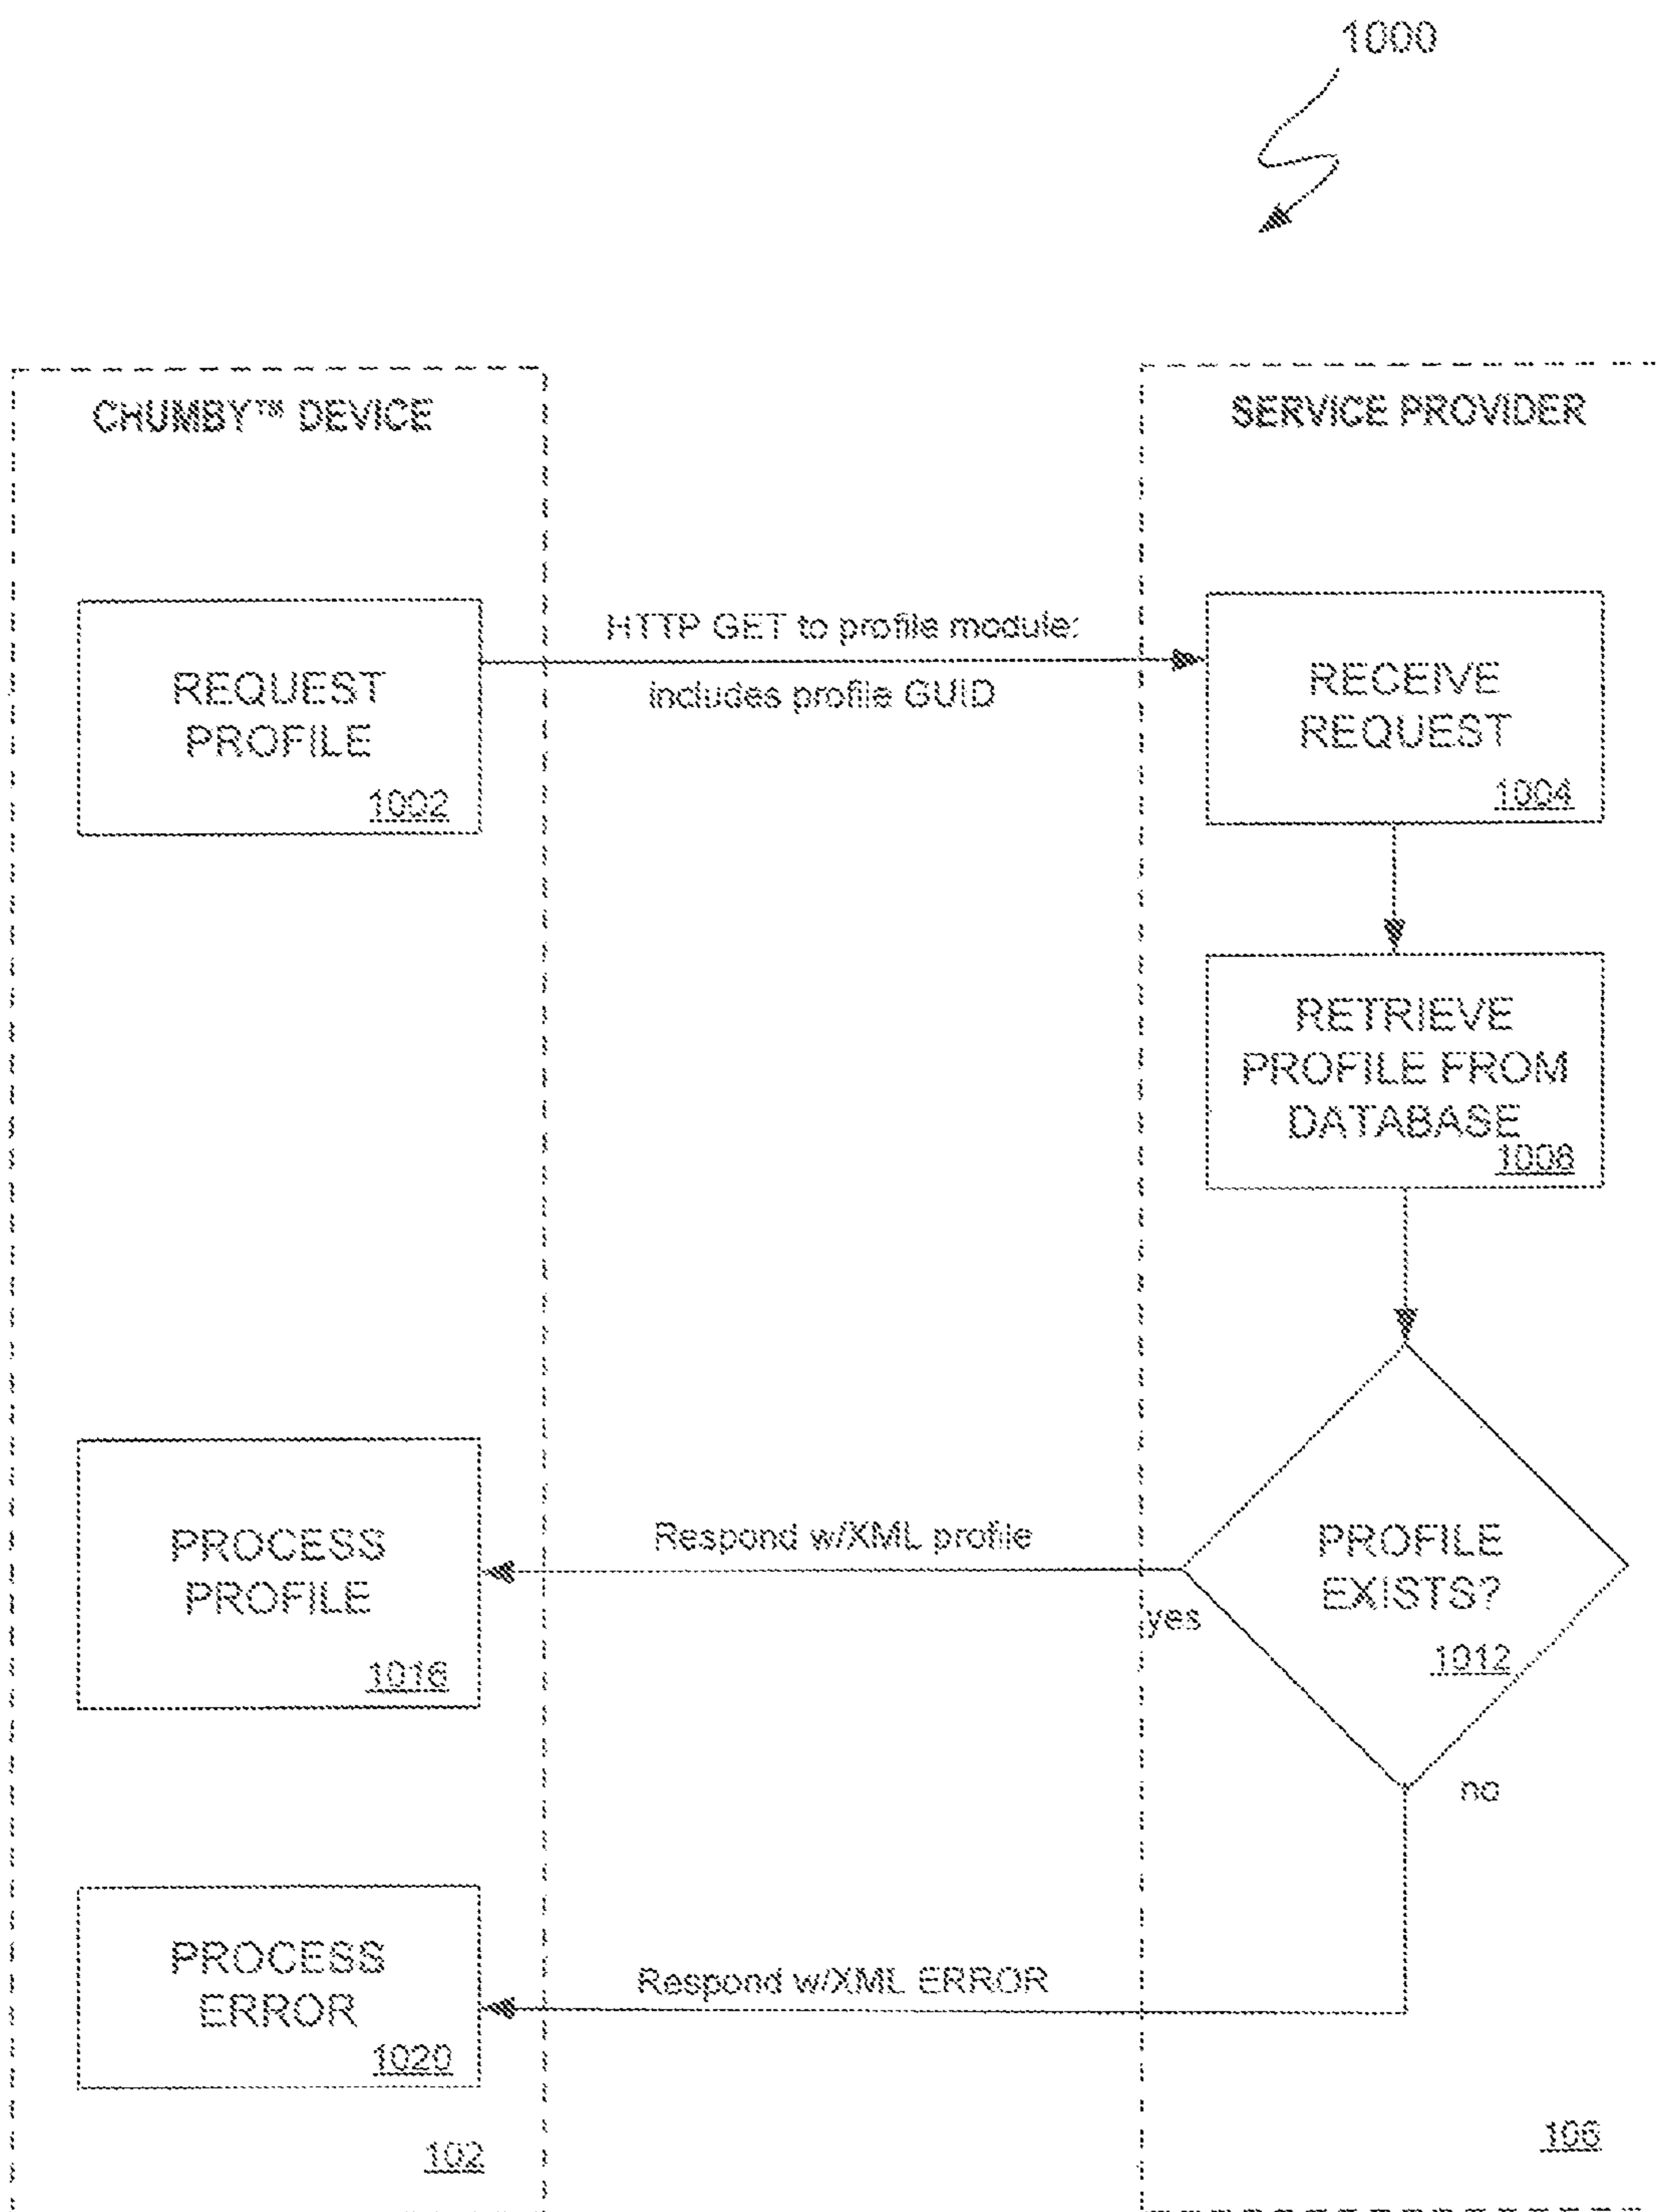 1000
CHUMBY™ DEVICE
SERVICE PROVIDER
REQUEST
PROFILE
1002
HTTP GET to profile module:
includes profile GUID
RECEIVE
REQUEST
1004
RETRIEVE
PROFILE FROM
DATABASE
1008
PROFILE
EXISTS?
1012
yes
no
Respond w/XML profile
PROCESS
PROFILE
1016
Respond w/XML ERROR
PROCESS
ERROR
1020
102
106